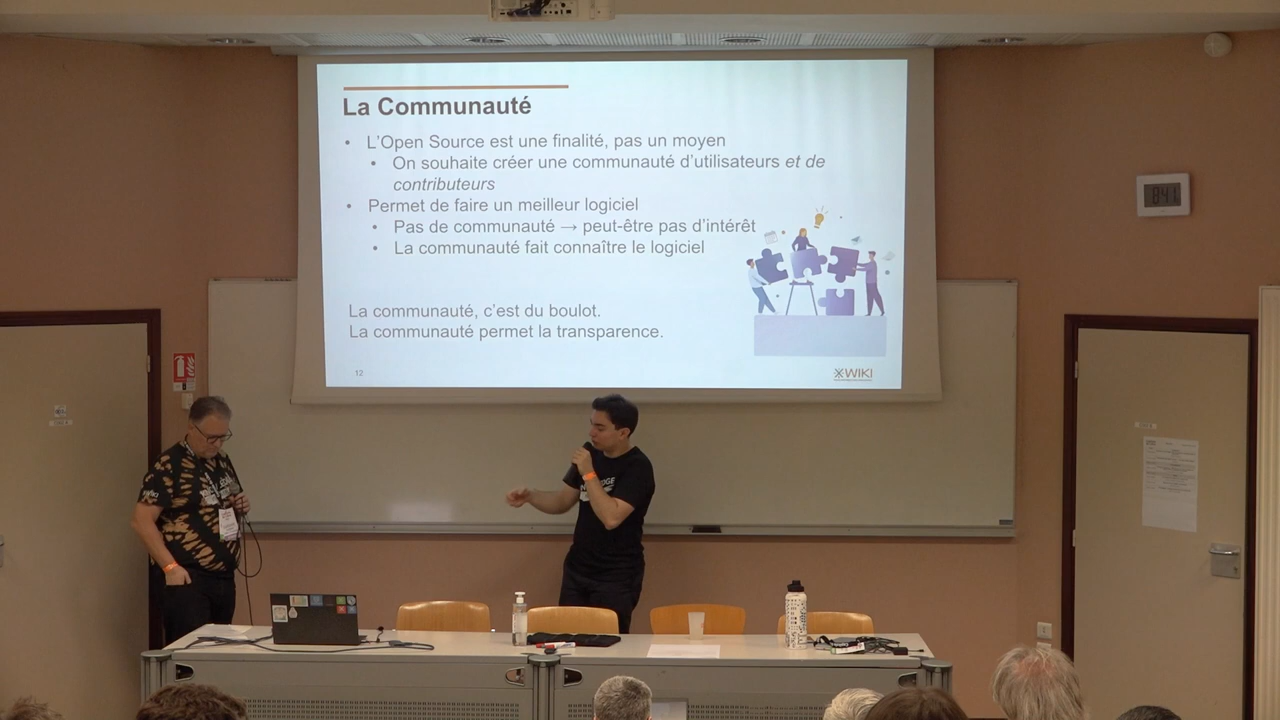 La Communauté
• L'Open Source est une finalité, pas un moyen
• On souhaite créer une communauté d'utilisateurs et de
contributeurs
• Permet de faire un meilleur logiciel
• Pas de communauté → peut-être pas d'intérêt
• La communauté fait connaître le logiciel
La communauté, c'est du boulot.
La communauté permet la transparence.
12
XWIKI